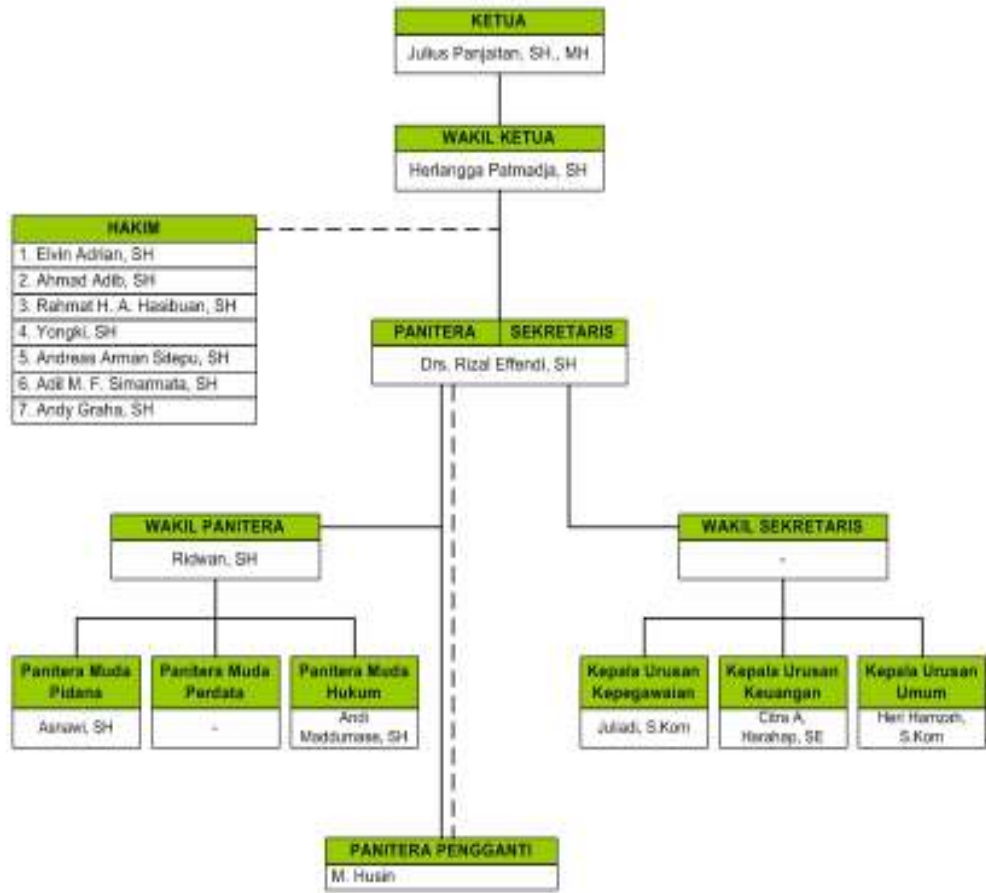 KETUA
Julius Panjaitan, SH., MH
WAKIL KETUA
Herlangga Patmadja, SH
HAKIM
1. Elvin Adrian, SH
2. Ahmad Adib, SH
3. Rahmat H. A. Hasibuan, SH
4. Yongki, SH
5. Andreas Arman Sitepu, SH
6. Adil M. F. Simarmata, SH
7. Andy Graha, SH
PANITERA SEKRETARIS
Drs. Rizal Effendi, SH
WAKIL PANITERA
Ridwan, SH
WAKIL SEKRETARIS
-
Panitera Muda
Pidana
Asnawi, SH
Panitera Muda
Perdata
-
Panitera Muda
Hukum
Andi
Maddumase, SH
Kepala Urusan
Kepegawaian
Juliadi, S.Kom
Kepala Urusan
Keuangan
Citra A.
Harahap, SE
Kepala Urusan
Umum
Heri Hamzah,
S.Kom
PANITERA PENGGANTI
M. Husin